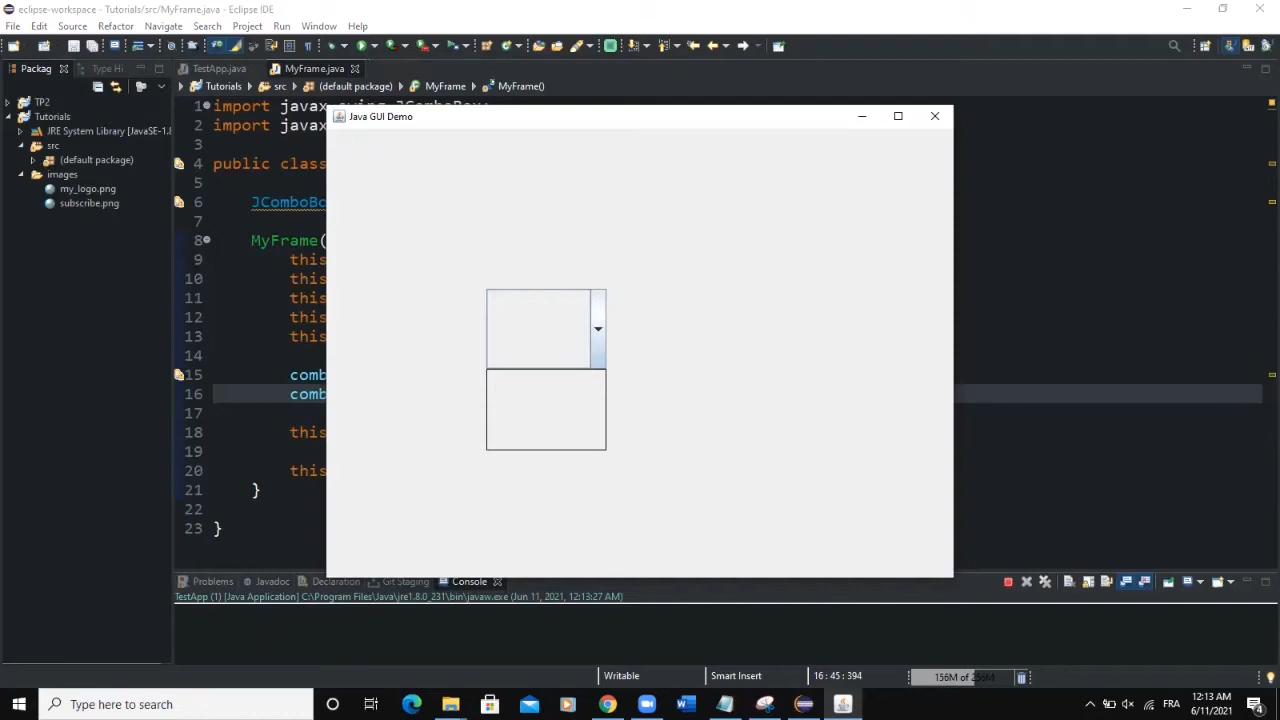 eclipse-workspace - Tutorials/src/MyFrame.java - Eclipse IDE
File Edit Source Refactor Navigate Search Project Run Window Help
Packag Type Hi TestApp.java MyFrame.java
Tutorials src (default package) MyFrame MyFrame()
TP2
Tutorials
JRE System Library [JavaSE-1.8
src
(default package)
images
my_logo.png
subscribe.png
1 import javax.swing.JComboBox;
2 import javax
3
4 public class
5
6 JComboBo
7
8 MyFrame(
9 this
10 this
11 this
12 this
13 this
14
15 comb
16 comb
17
18 this
19
20 this
21 }
22
23 }
Java GUI Demo
Problems Javadoc Declaration Git Staging Console
TestApp (1) [Java Application] C:\Program Files\Java\jre1.8.0_231\bin\javaw.exe (Jun 11, 2021, 12:13:27 AM)
Writable Smart Insert 16 : 45 : 394 156M of 256M
Type here to search
FRA
12:13 AM
6/11/2021
4